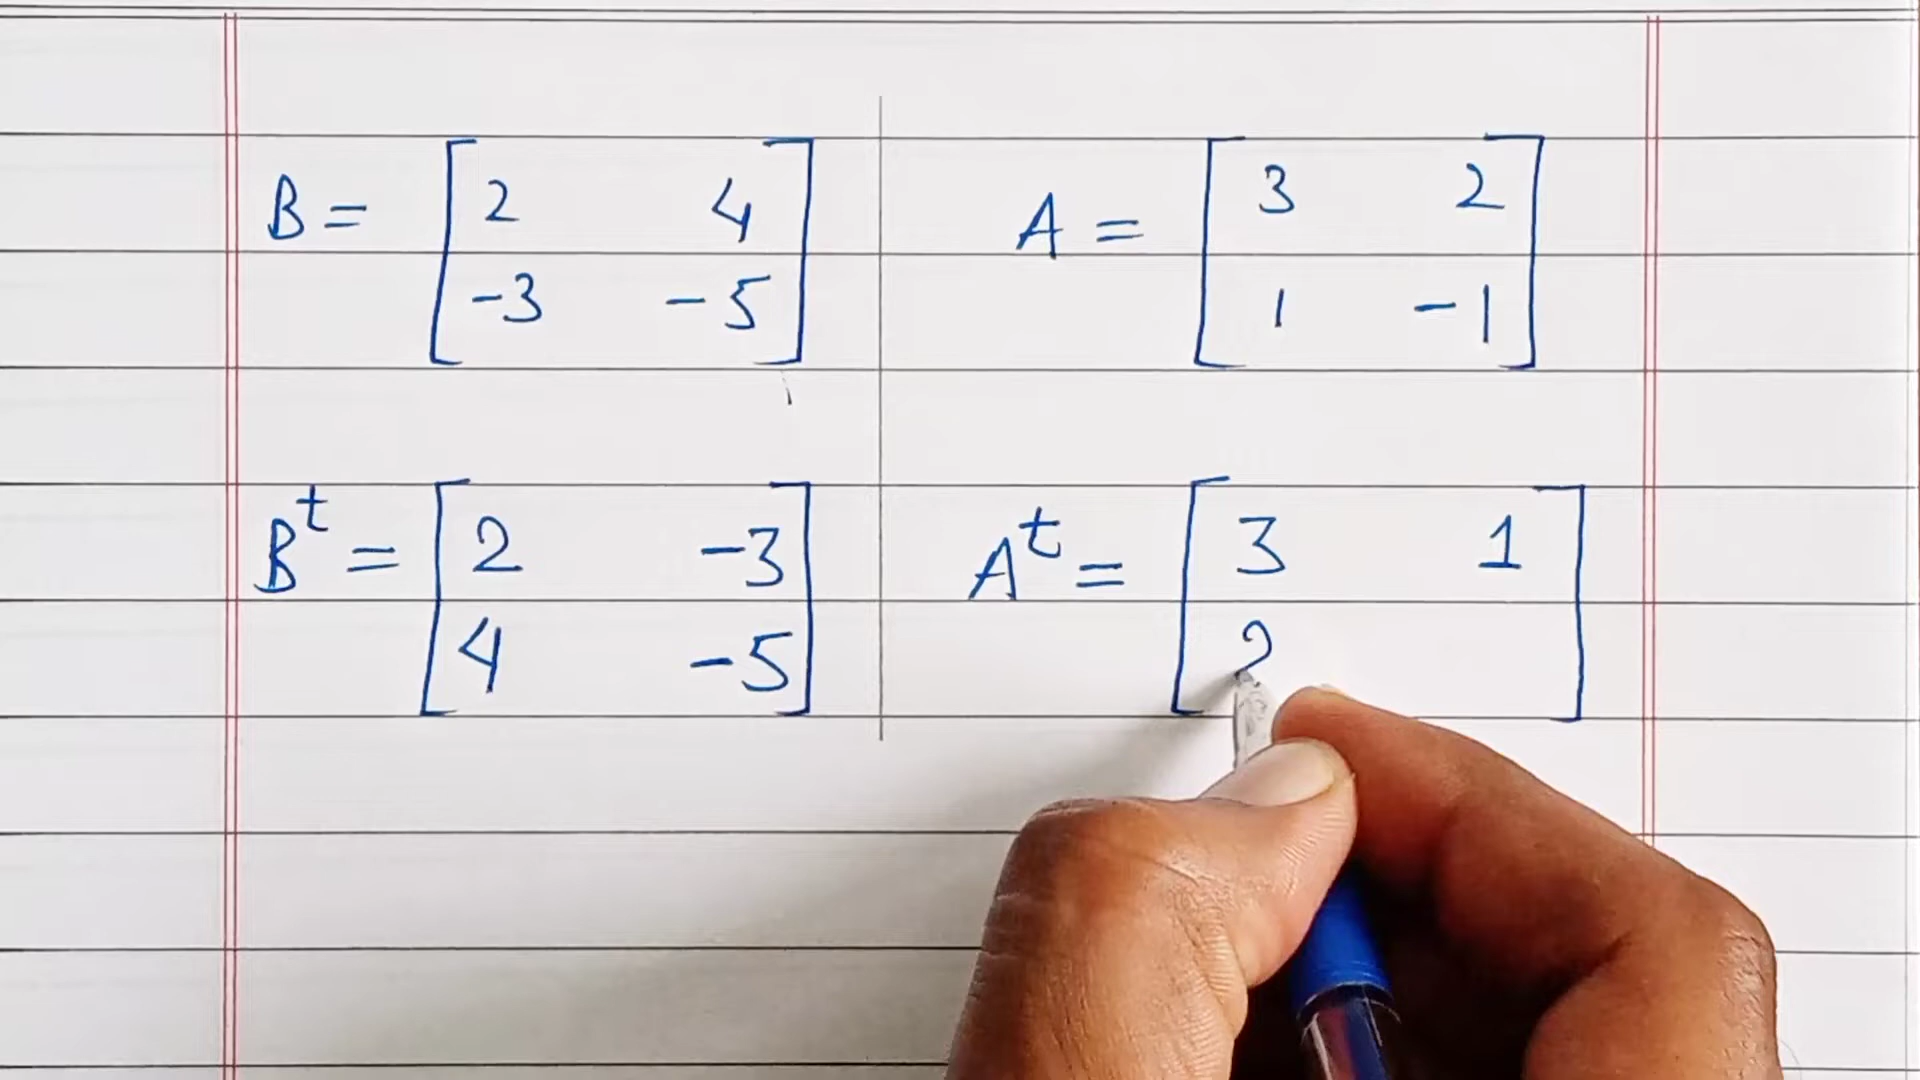 B = [ 2 4
-3 -5 ]
A = [ 3 2
1 -1 ]
Bᵗ = [ 2 -3
4 -5 ]
Aᵗ = [ 3 1
2 ]